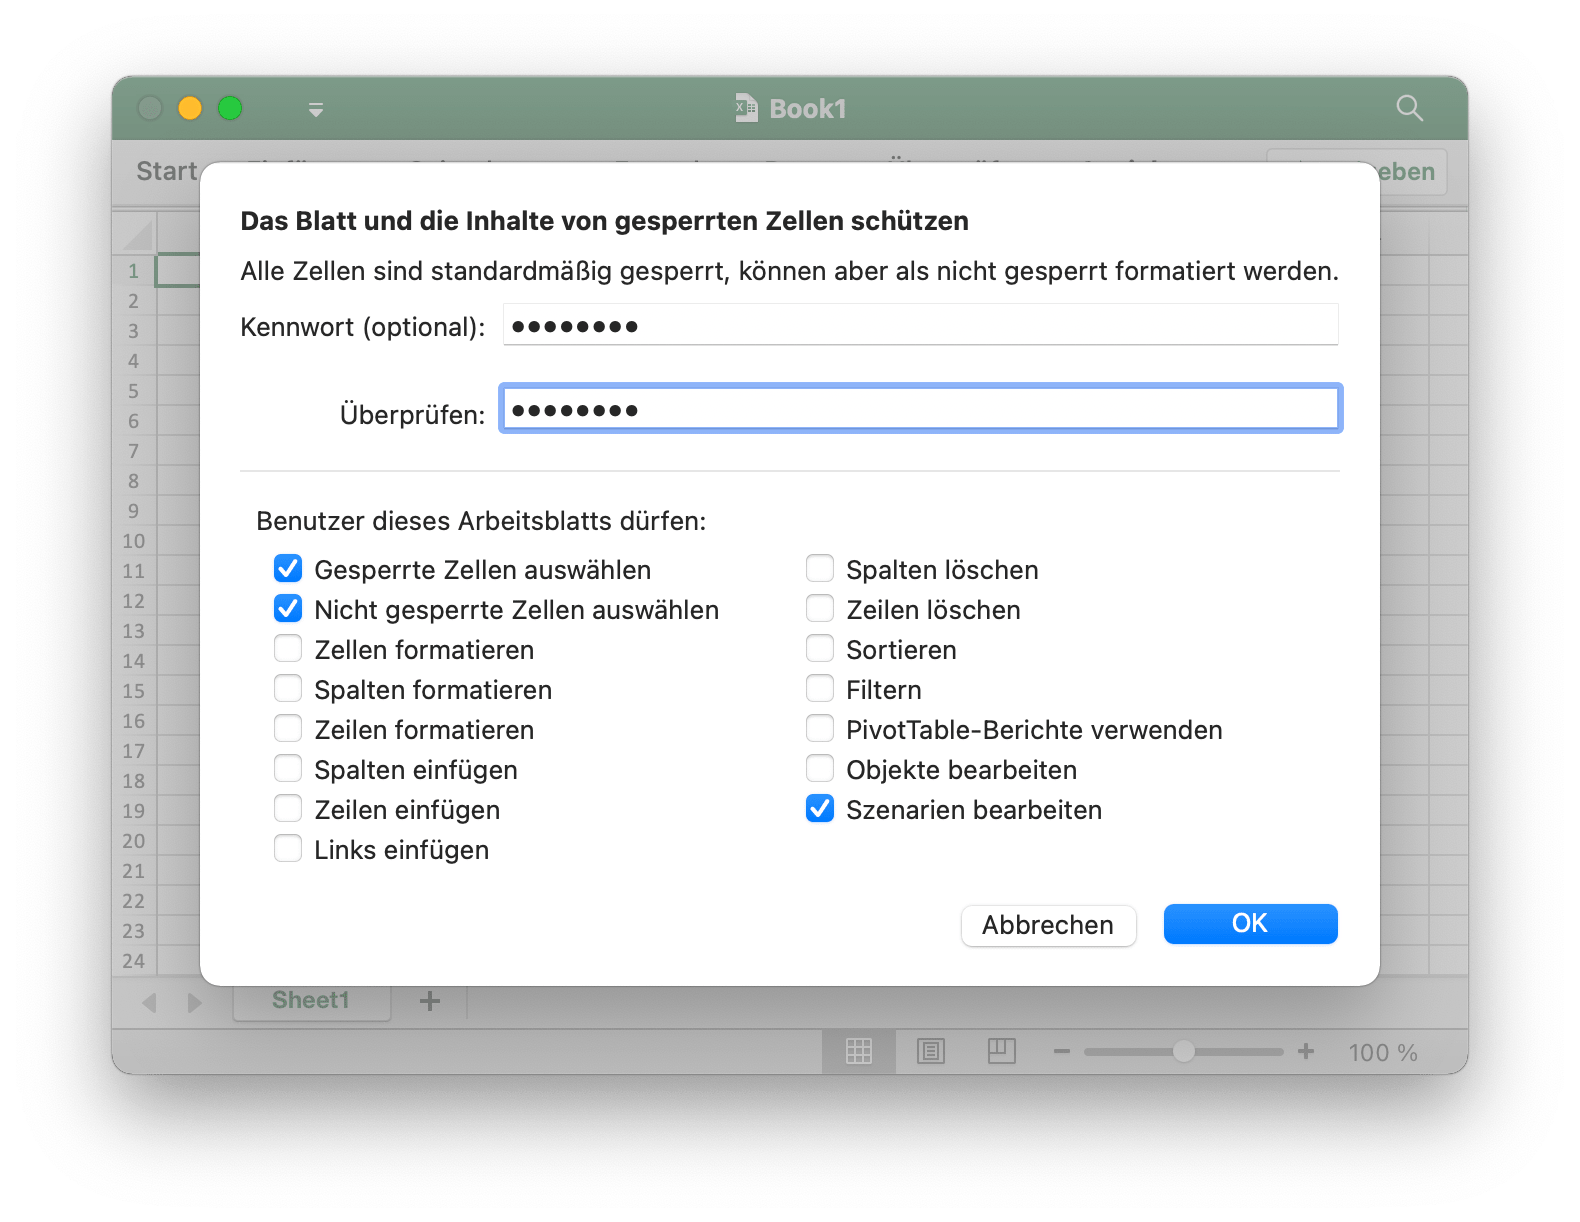 Book1
Start
eben
Das Blatt und die Inhalte von gesperrten Zellen schützen
Alle Zellen sind standardmäßig gesperrt, können aber als nicht gesperrt formatiert werden.
Kennwort (optional): ●●●●●●●●
Überprüfen: ●●●●●●●●
Benutzer dieses Arbeitsblatts dürfen:
Gesperrte Zellen auswählen
Nicht gesperrte Zellen auswählen
Zellen formatieren
Spalten formatieren
Zeilen formatieren
Spalten einfügen
Zeilen einfügen
Links einfügen
Spalten löschen
Zeilen löschen
Sortieren
Filtern
PivotTable-Berichte verwenden
Objekte bearbeiten
Szenarien bearbeiten
Abbrechen
OK
1
2
3
4
5
6
7
8
9
10
11
12
13
14
15
16
17
18
19
20
21
22
23
24
Sheet1
100 %